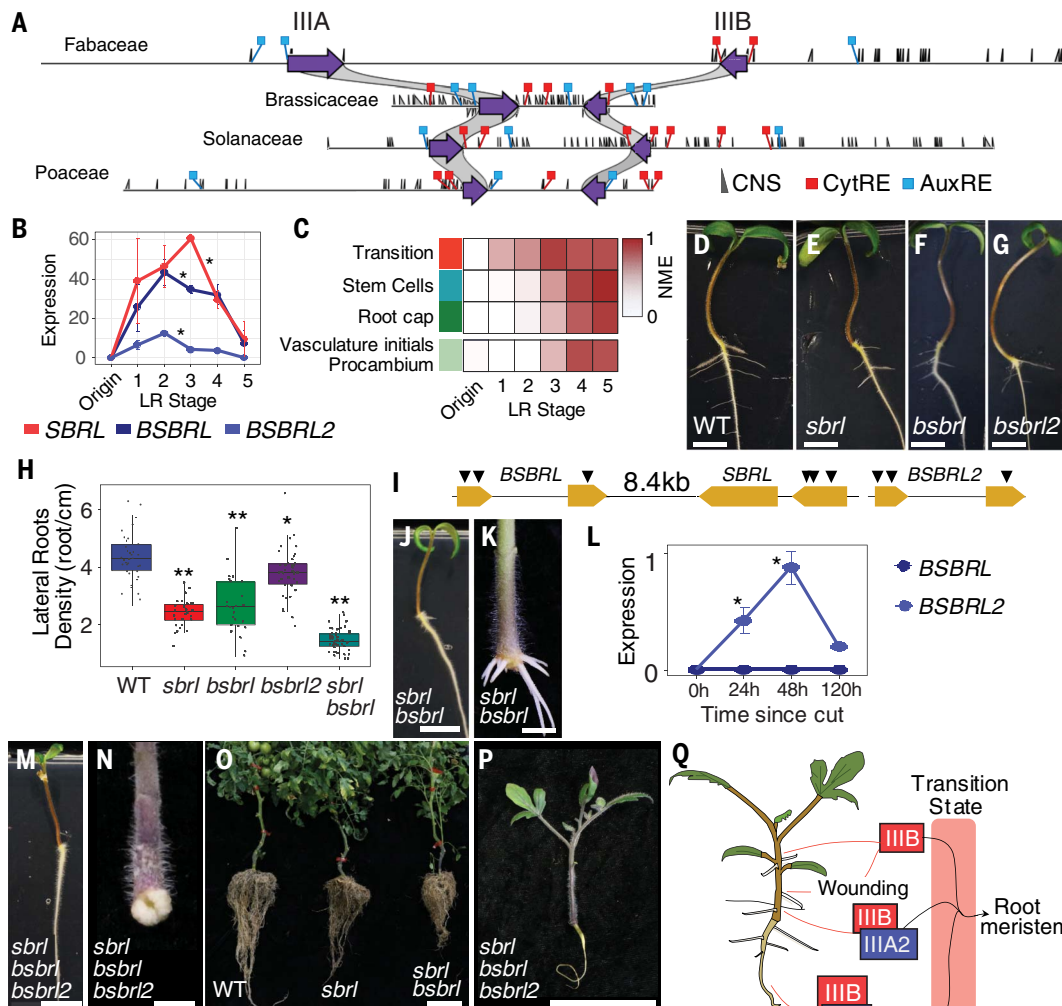 A
IIIA
IIIB
Fabaceae
Brassicaceae
Solanaceae
Poaceae
CNS
CytRE
AuxRE
B
Expression
60
40
20
0
Origin
1
2
3
4
5
LR Stage
*
*
*
SBRL
BSBRL
BSBRL2
C
Transition
Stem Cells
Root cap
Vasculature initials
Procambium
Origin
1
2
3
4
5
LR Stage
1
0
NME
D
WT
E
sbrl
F
bsbrl
G
bsbrl2
H
Lateral Roots
Density (root/cm)
6
4
2
**
**
*
**
WT
sbrl
bsbrl
bsbrl2
sbrl
bsbrl
I
BSBRL
8.4kb
SBRL
BSBRL2
J
sbrl
bsbrl
K
sbrl
bsbrl
L
Expression
1
0
*
*
0h
24h
48h
120h
Time since cut
BSBRL
BSBRL2
M
sbrl
bsbrl
bsbrl2
N
sbrl
bsbrl
bsbrl2
O
WT
sbrl
sbrl
bsbrl
P
sbrl
bsbrl
bsbrl2
Q
Transition
State
IIIB
Wounding
IIIB
IIIA2
Root
meristen
IIIB